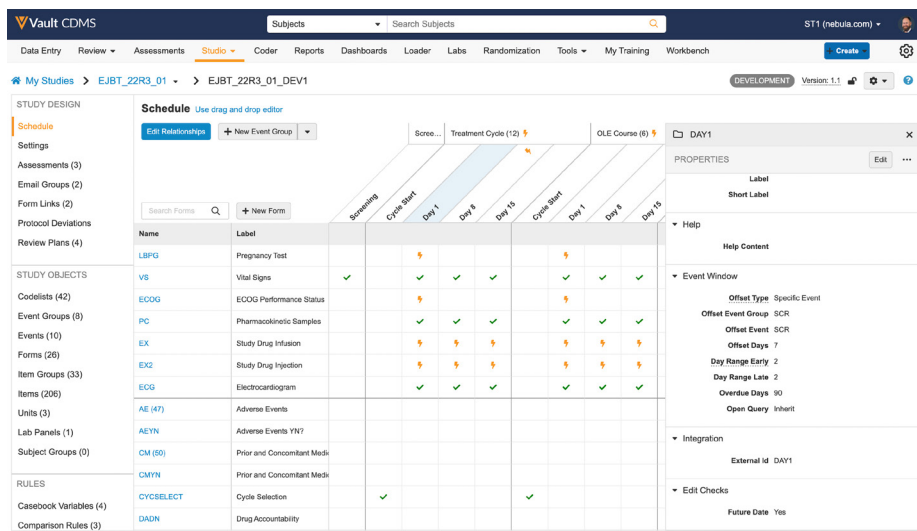 Vault CDMS
Subjects
Search Subjects
ST1 (nebula.com)
Data Entry Review Assessments Studio Coder Reports Dashboards Loader Labs Randomization Tools My Training Workbench
+ Create
My Studies > EJBT_22R3_01 > EJBT_22R3_01_DEV1
DEVELOPMENT Version: 1.1
STUDY DESIGN
Schedule
Settings
Assessments (3)
Email Groups (2)
Form Links (2)
Protocol Deviations
Review Plans (4)
STUDY OBJECTS
Codelists (42)
Event Groups (8)
Events (10)
Forms (26)
Item Groups (33)
Items (206)
Units (3)
Lab Panels (1)
Subject Groups (0)
RULES
Casebook Variables (4)
Comparison Rules (3)
Schedule Use drag and drop editor
Edit Relationships + New Event Group
Scree... Treatment Cycle (12) OLE Course (6)
Screening Cycle Start Day 1 Day 8 Day 15 Cycle Start Day 1 Day 8 Day 15
Search Forms + New Form
Name Label
LBPG Pregnancy Test
VS Vital Signs
ECOG ECOG Performance Status
PC Pharmacokinetic Samples
EX Study Drug Infusion
EX2 Study Drug Injection
ECG Electrocardiogram
AE (47) Adverse Events
AEYN Adverse Events YN?
CM (50) Prior and Concomitant Medic
CMYN Prior and Concomitant Medic
CYCSELECT Cycle Selection
DADN Drug Accountability
DAY1
PROPERTIES Edit
Label
Short Label
Help
Help Content
Event Window
Offset Type Specific Event
Offset Event Group SCR
Offset Event SCR
Offset Days 7
Day Range Early 2
Day Range Late 2
Overdue Days 90
Open Query Inherit
Integration
External Id DAY1
Edit Checks
Future Date Yes